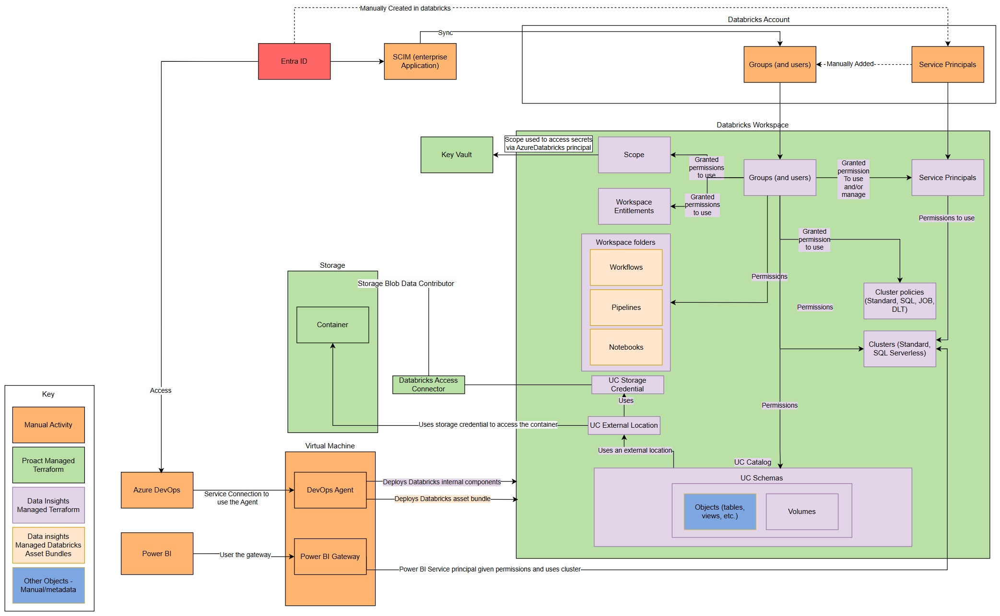 Manually Created in databricks
Databricks Account
Sync
Entra ID
SCIM (enterprise
Application)
Groups (and users)
Manually Added
Service Principals
Databricks Workspace
Key Vault
Scope used to access secrets
via AzureDatabricks principal
Scope
Granted
permissions
to use
Groups (and users)
Granted
permission
To use
and/or
manage
Service Principals
Workspace
Entitlements
Granted
permissions
to use
Permissions to use
Workspace folders
Workflows
Pipelines
Notebooks
Granted
permission
to use
Permissions
Permissions
Cluster policies
(Standard, SQL, JOB,
DLT)
Clusters (Standard,
SQL Serverless)
Storage
Storage Blob Data Contributor
Container
Databricks Access
Connector
UC Storage
Credential
Uses
Permissions
Uses storage credential to access the container
UC External Location
Uses an external location
UC Catalog
UC Schemas
Objects (tables,
views, etc.)
Volumes
Access
Virtual Machine
Azure DevOps
Service Connection to
use the Agent
DevOps Agent
Deploys Databricks internal components
Deploys Databricks asset bundle
Power BI
User the gateway
Power BI Gateway
Power BI Service principal given permissions and uses cluster
Key
Manual Activity
Proact Managed
Terraform
Data Insights
Managed Terraform
Data insights
Managed Databricks
Asset Bundles
Other Objects -
Manual/metadata